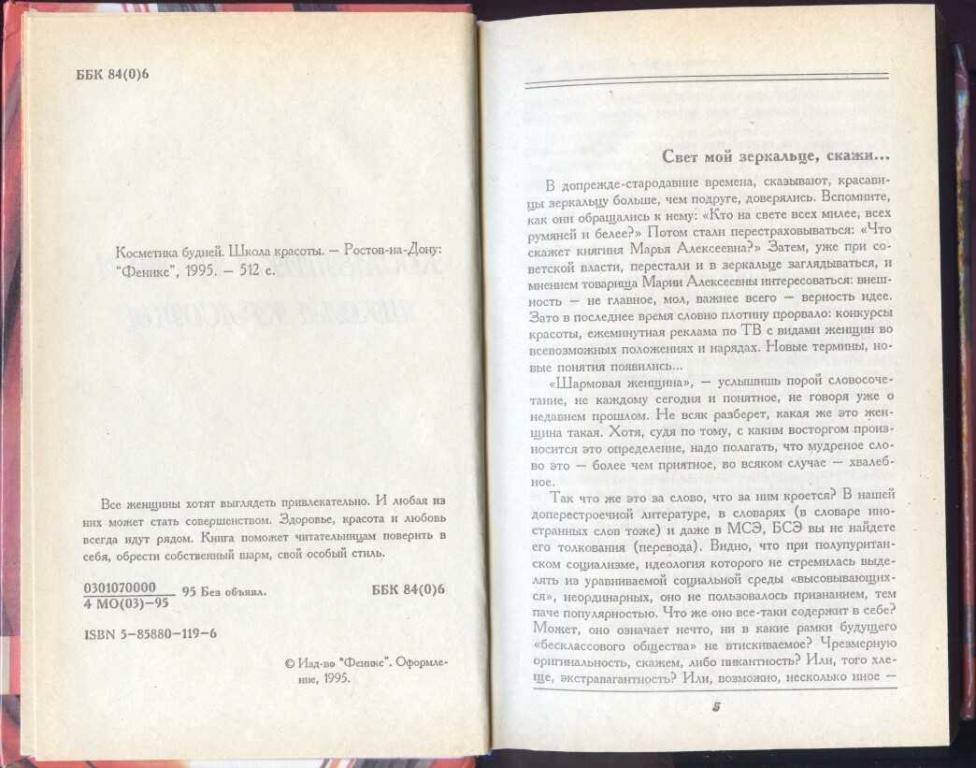 ББК 84(0)6
Косметика будней. Школа красоты. — Ростов-на-Дону:
"Феникс", 1995. — 512 с.
Все женщины хотят выглядеть привлекательно. И любая из
них может стать совершенством. Здоровье, красота и любовь
всегда идут рядом. Книга поможет читательницам поверить в
себя, обрести собственный шарм, свой особый стиль.
0301070000
4 МО(03)—95
95 Без объявл.
ББК 84(0)6
ISBN 5—85880—119—6
© Изд-во "Феникс". Оформле-
ние, 1995.
Свет мой зеркальце, скажи...
В допрежде-стародавние времена, сказывают, красави-
цы зеркальцу больше, чем подруге, доверялись. Вспомните,
как они обращались к нему: «Кто на свете всех милее, всех
румяней и белее?» Потом стали перестраховываться: «Что
скажет княгиня Марья Алексеевна?» Затем, уже при со-
ветской власти, перестали и в зеркальце заглядываться, и
мнением товарища Марии Алексеевны интересоваться: внеш-
ность — не главное, мол, важнее всего — верность идее.
Зато в последнее время словно плотину прорвало: конкурсы
красоты, ежеминутная реклама по ТВ с видами женщин во
всевозможных положениях и нарядах. Новые термины, но-
вые понятия появились...
«Шармовая женщина», — услышишь порой словосоче-
тание, не каждому сегодня и понятное, не говоря уже о
недавнем прошлом. Не всяк разберет, какая же это жен-
щина такая. Хотя, судя по тому, с каким восторгом произ-
носится это определение, надо полагать, что мудреное сло-
во это — более чем приятное, во всяком случае — хвалеб-
ное.
Так что же это за слово, что за ним кроется? В нашей
доперестроечной литературе, в словарях (в словаре ино-
странных слов тоже) и даже в МСЭ, БСЭ вы не найдете
его толкования (перевода). Видно, что при полупуритан-
ском социализме, идеология которого не стремилась выде-
лять из уравниваемой социальной среды «высовывающих-
ся», неординарных, оно не пользовалось признанием, тем
паче популярностью. Что же оно все-таки содержит в себе?
Может, оно означает нечто, ни в какие рамки будущего
«бесклассового общества» не втискиваемое? Чрезмерную
оригинальность, скажем, либо пикантность? Или, того хле-
ще, экстравагантность? Или, возможно, несколько иное —
5